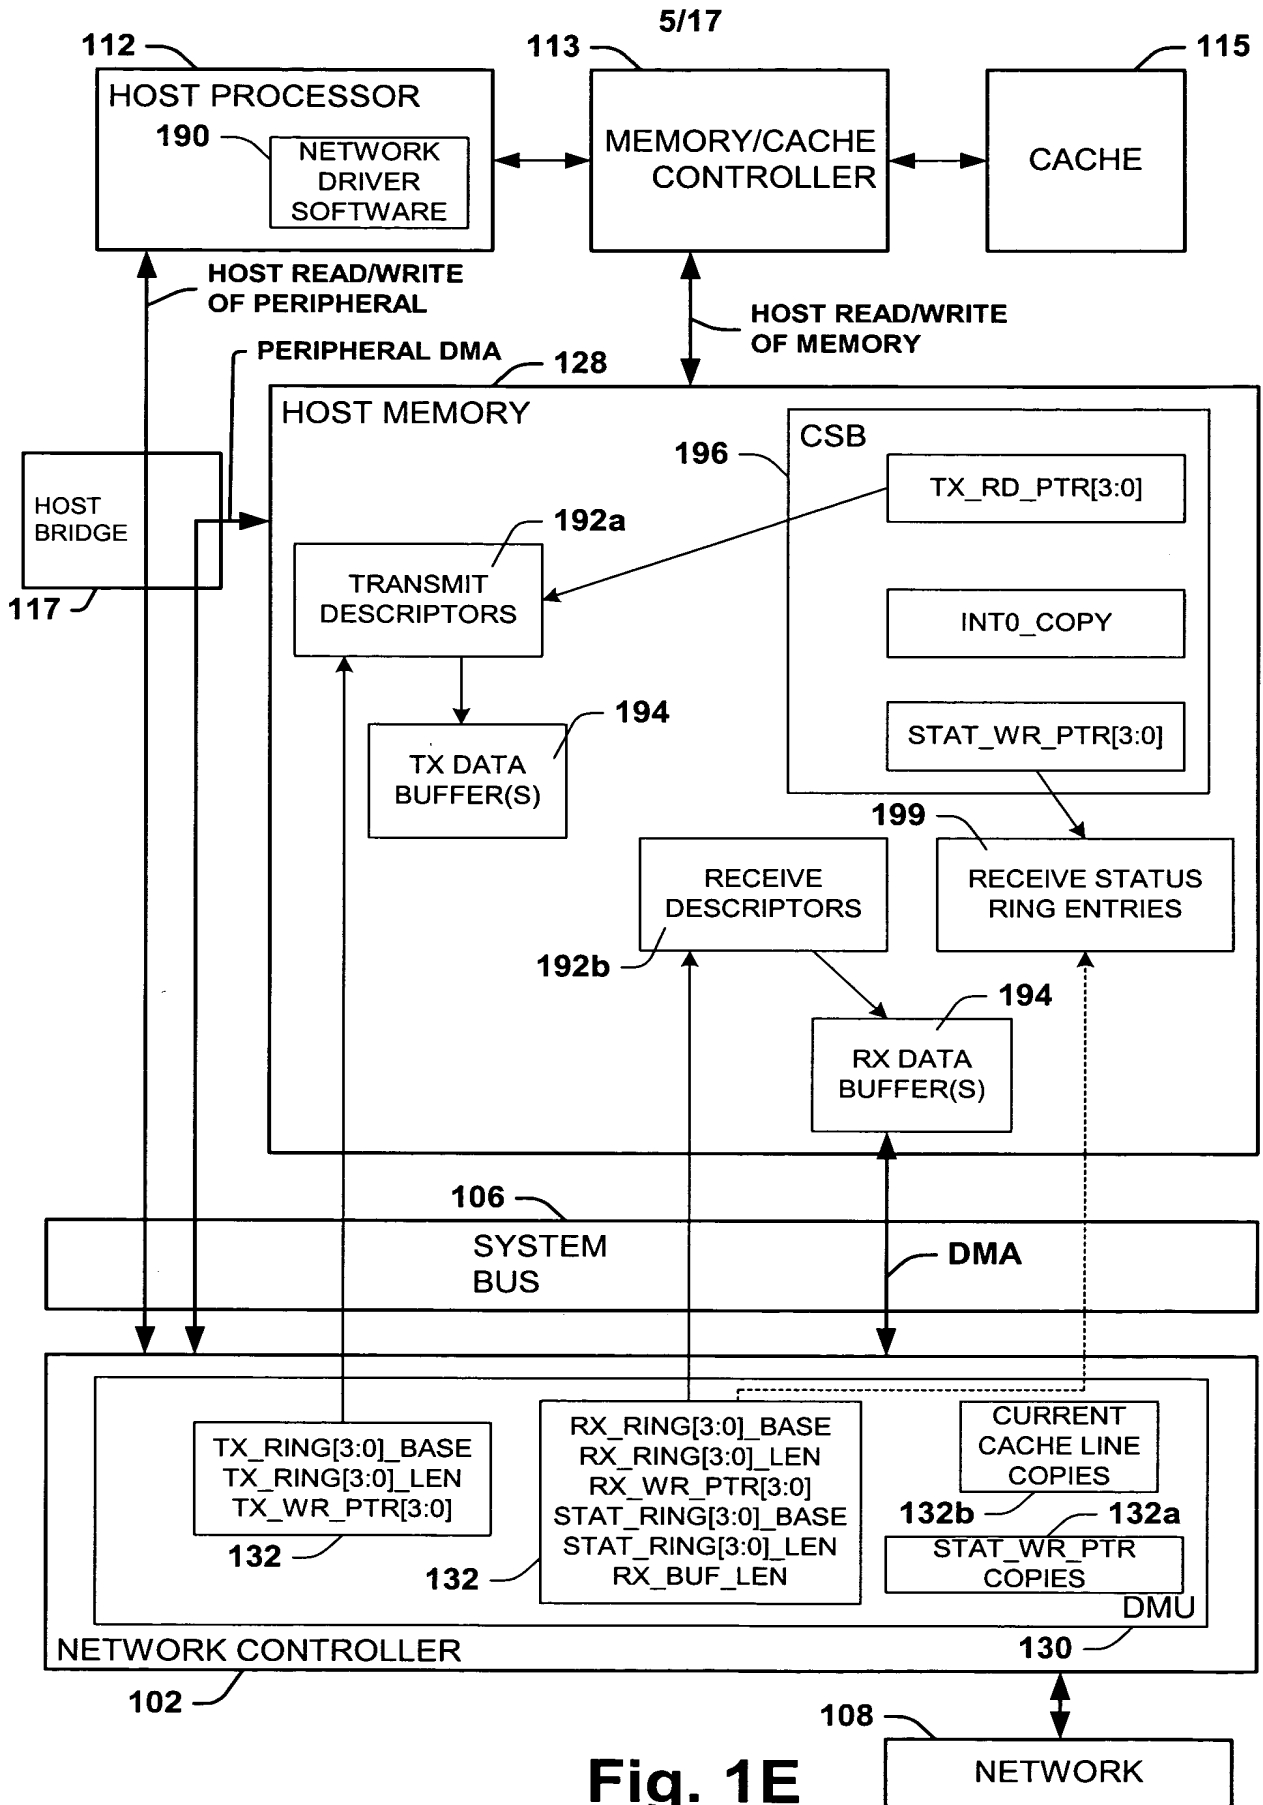 5/17
112
113
115
HOST PROCESSOR
190
NETWORK
DRIVER
SOFTWARE
MEMORY/CACHE
CONTROLLER
CACHE
HOST READ/WRITE
OF PERIPHERAL
HOST READ/WRITE
OF MEMORY
PERIPHERAL DMA
128
HOST MEMORY
CSB
196
TX_RD_PTR[3:0]
HOST
BRIDGE
117
192a
TRANSMIT
DESCRIPTORS
INT0_COPY
194
TX DATA
BUFFER(S)
STAT_WR_PTR[3:0]
199
RECEIVE
DESCRIPTORS
192b
RECEIVE STATUS
RING ENTRIES
194
RX DATA
BUFFER(S)
106
SYSTEM
BUS
DMA
TX_RING[3:0]_BASE
TX_RING[3:0]_LEN
TX_WR_PTR[3:0]
132
RX_RING[3:0]_BASE
RX_RING[3:0]_LEN
RX_WR_PTR[3:0]
STAT_RING[3:0]_BASE
STAT_RING[3:0]_LEN
RX_BUF_LEN
132
CURRENT
CACHE LINE
COPIES
132b
132a
STAT_WR_PTR
COPIES
DMU
130
NETWORK CONTROLLER
102
108
NETWORK
Fig. 1E